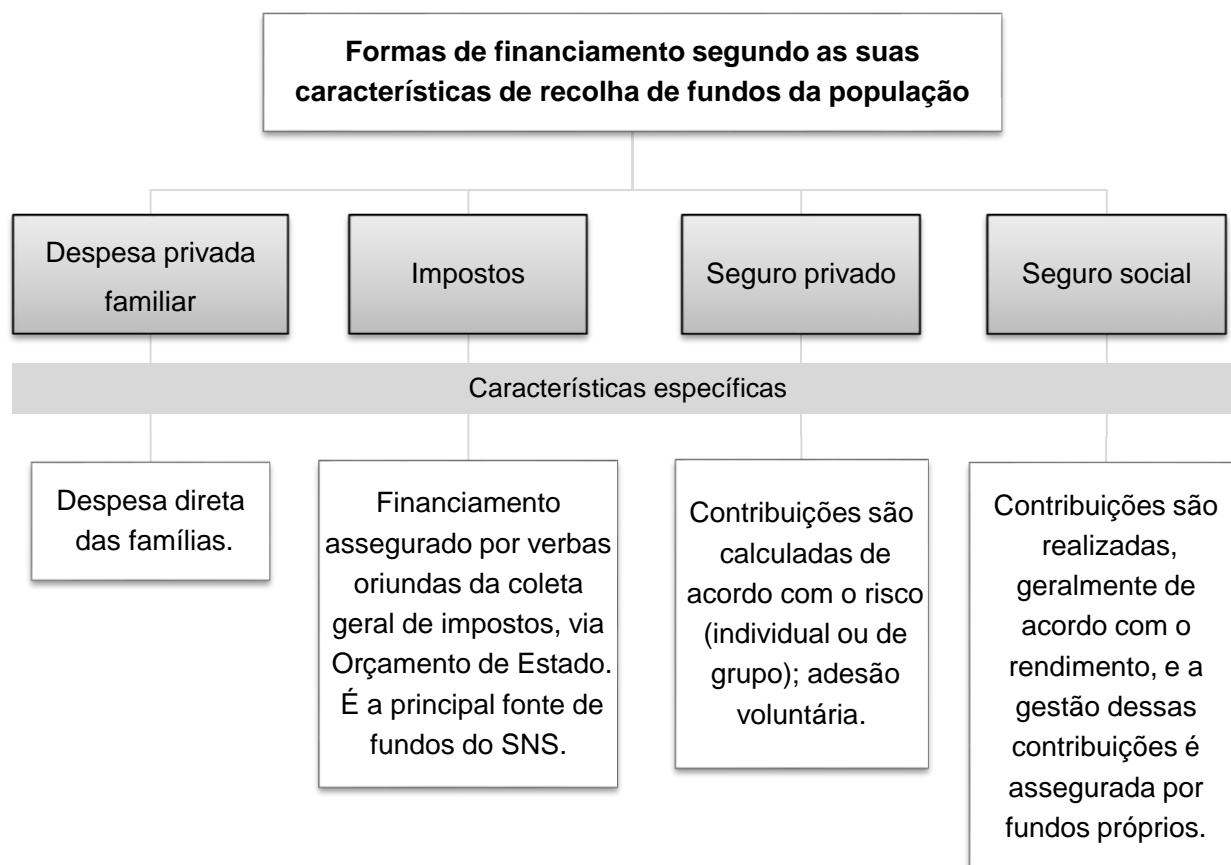 Formas de financiamento segundo as suas
características de recolha de fundos da população
Despesa privada
familiar
Impostos
Seguro privado
Seguro social
Características específicas
Despesa direta
das famílias.
Financiamento
assegurado por verbas
oriundas da coleta
geral de impostos, via
Orçamento de Estado.
É a principal fonte de
fundos do SNS.
Contribuições são
calculadas de
acordo com o risco
(individual ou de
grupo); adesão
voluntária.
Contribuições são
realizadas,
geralmente de
acordo com o
rendimento, e a
gestão dessas
contribuições é
assegurada por
fundos próprios.